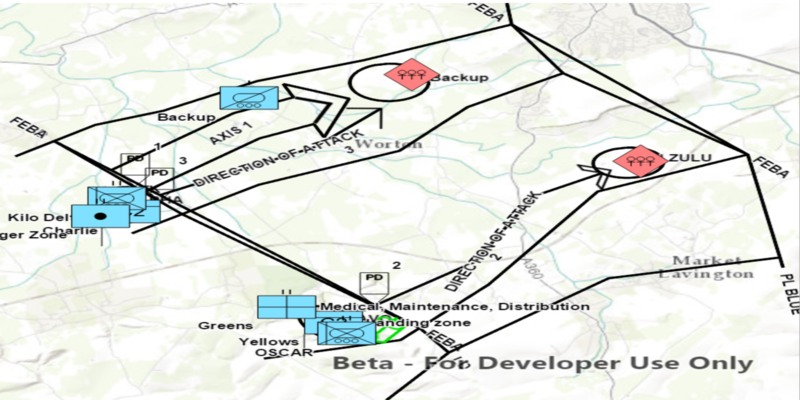 FEBA
Backup
Backup
FEBA
AXIS 1
Worton
1
3
PD
PD
DIRECTION-OF-ATTACK
3
ZULU
FEBA
Kilo Del
Charlie
ger Zone
DIRECTION-OF-ATTACK
2
A360
Market
Lavington
PL BLUE
2
PD
Medical, Maintenance, Distribution
anding zone
Greens
Yellows
OSCAR
FEBA
Beta - For Developer Use Only